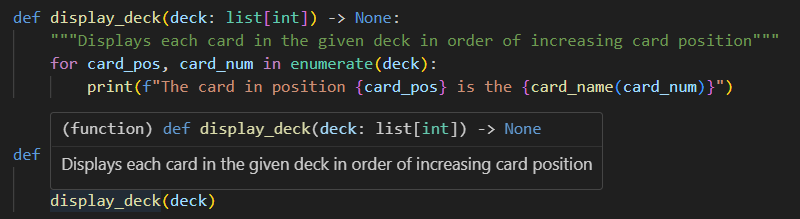 def display_deck(deck: list[int]) -> None:
    """Displays each card in the given deck in order of increasing card position"""
    for card_pos, card_num in enumerate(deck):
        print(f"The card in position {card_pos} is the {card_name(card_num)}")
(function) def display_deck(deck: list[int]) -> None
def
Displays each card in the given deck in order of increasing card position
    display_deck(deck)